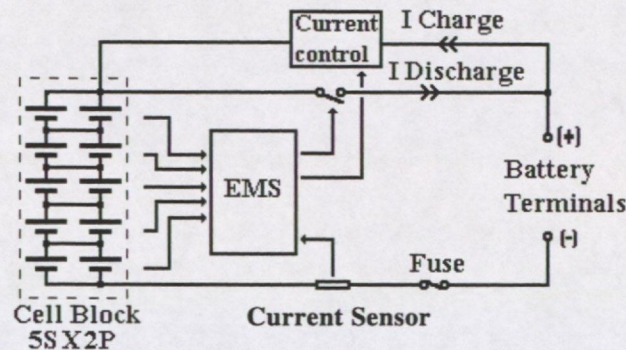 Current
control
I Charge
I Discharge
EMS
(+)
Battery
Terminals
(-)
Fuse
Current Sensor
Cell Block
5S X2P